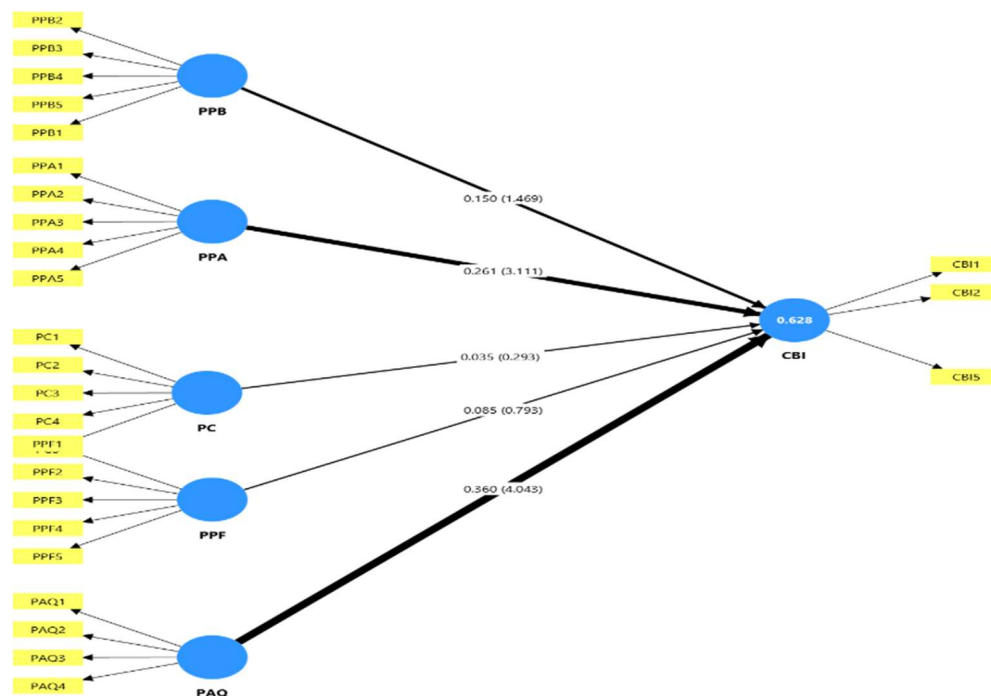 PPB2
PPB3
PPB4
PPB5
PPB1
PPB
PPA1
PPA2
PPA3
PPA4
PPA5
PPA
PC1
PC2
PC3
PC4
PC
PPF1
PPF2
PPF3
PPF4
PPF5
PPF
PAQ1
PAQ2
PAQ3
PAQ4
PAQ
0.150 (1.469)
0.261 (3.111)
0.035 (0.293)
0.085 (0.793)
0.360 (4.043)
0.628
CBI
CBI1
CBI2
CBI5